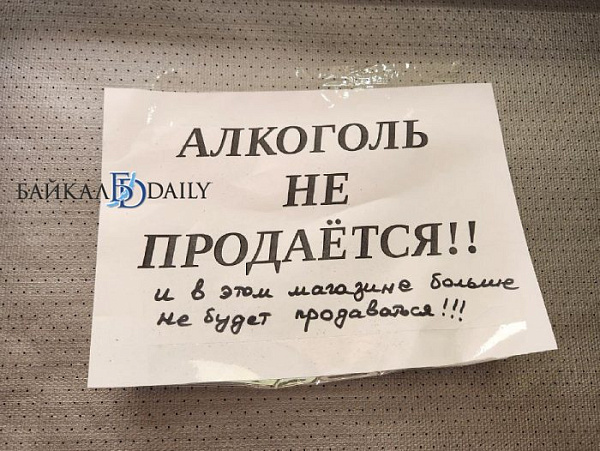 АЛКОГОЛЬ
БАЙКАЛ DAILY
НЕ
ПРОДАЁТСЯ!!
и в этом магазине больше
не будет продаваться!!!